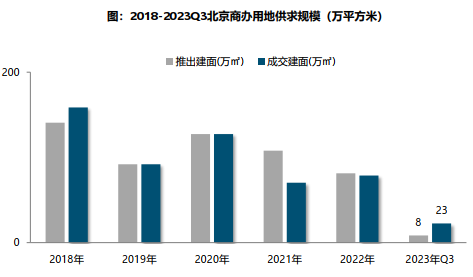 图：2018-2023Q3北京商办用地供求规模（万平方米）
推出建面(万㎡) 成交建面(万㎡)
200
8 23
0
2018年 2019年 2020年 2021年 2022年 2023年Q3